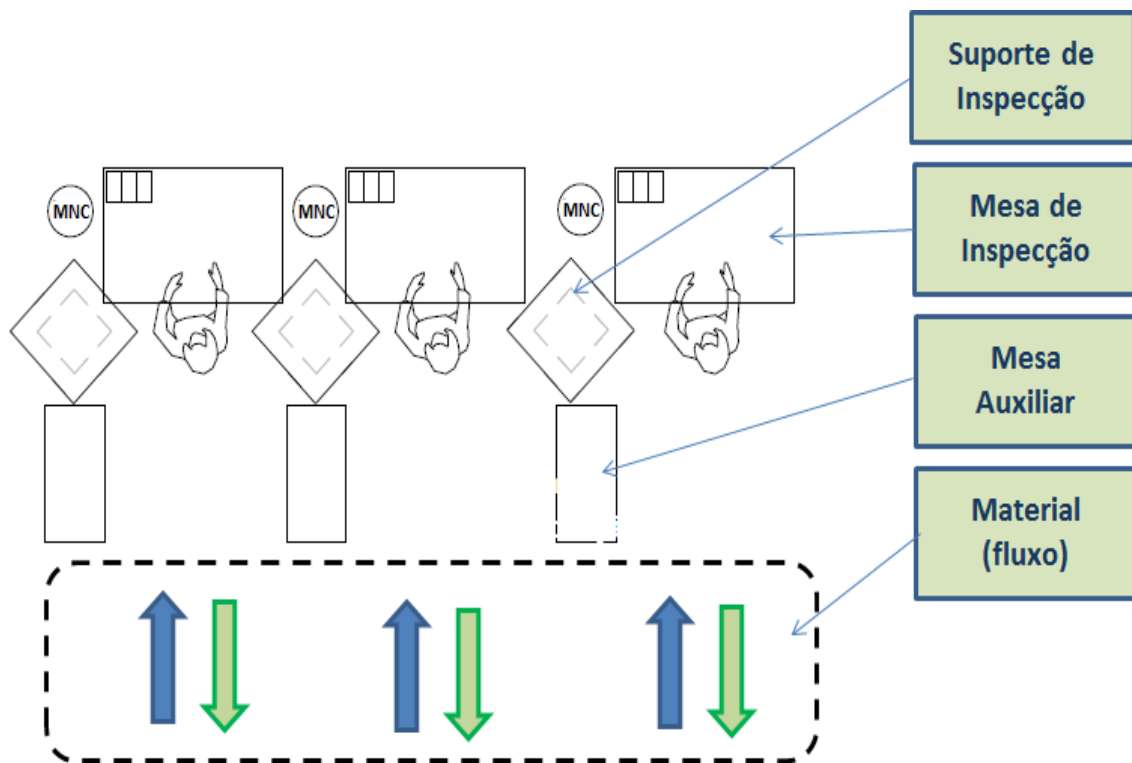 Suporte de
Inspecção
Mesa de
Inspecção
MNC
MNC
MNC
Mesa
Auxiliar
Material
(fluxo)